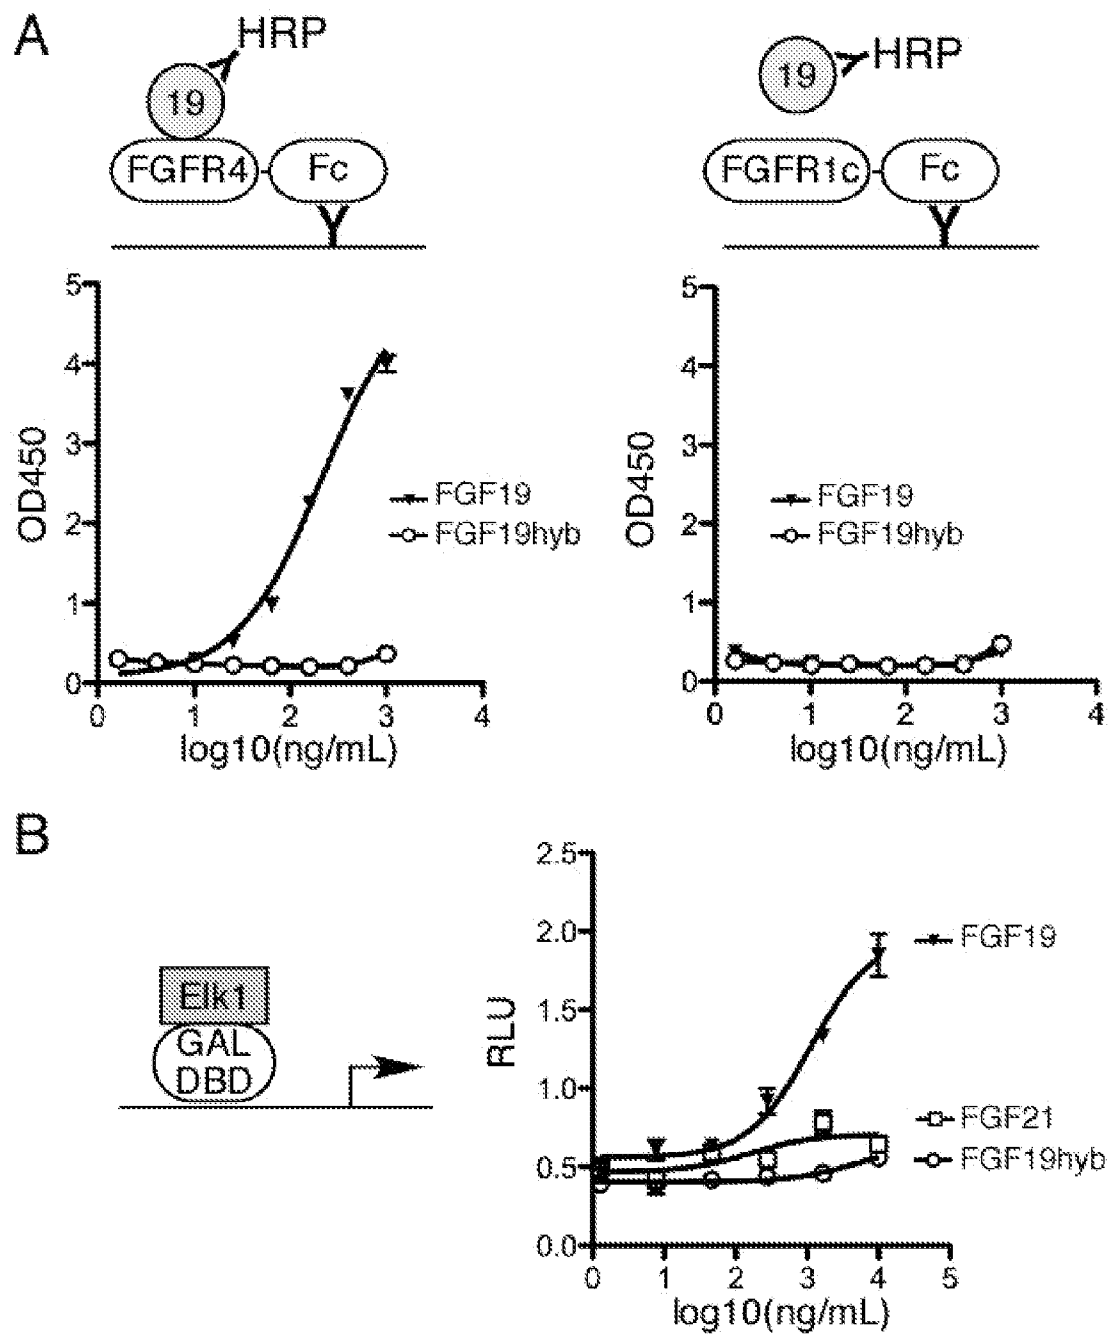 A
HRP
19
FGFR4
Fc
HRP
19
FGFR1c
Fc
5
4
3
2
1
0
OD450
FGF19
FGF19hyb
0 1 2 3 4
log10(ng/mL)
5
4
3
2
1
0
OD450
FGF19
FGF19hyb
0 1 2 3 4
log10(ng/mL)
B
Elk1
GAL
DBD
2.5
2.0
1.5
1.0
0.5
0.0
RLU
FGF19
FGF21
FGF19hyb
0 1 2 3 4 5
log10(ng/mL)